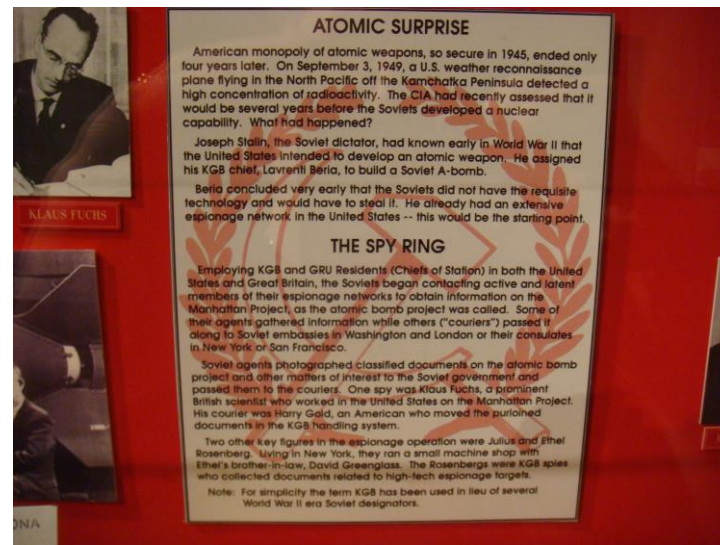 ATOMIC SURPRISE
American monopoly of atomic weapons, so secure in 1945, ended only
four years later. On September 3, 1949, a U.S. weather reconnaissance
plane flying in the North Pacific off the Kamchatka Peninsula detected a
high concentration of radioactivity. The CIA had recently assessed that it
would be several years before the Soviets developed a nuclear
capability. What had happened?
Joseph Stalin, the Soviet dictator, had known early in World War II that
the United States intended to develop an atomic weapon. He assigned
his KGB chief, Lavrenti Beria, to build a Soviet A-bomb.
Beria concluded very early that the Soviets did not have the requisite
technology and would have to steal it. He already had an extensive
espionage network in the United States -- this would be the starting point.
KLAUS FUCHS
THE SPY RING
Employing KGB and GRU Residents (Chiefs of Station) in both the United
States and Great Britain, the Soviets began contacting active and latent
members of their espionage networks to obtain information on the
Manhattan Project, as the atomic bomb project was called. Some of
their agents gathered information while others ("couriers") passed it
along to Soviet embassies in Washington and London or their consulates
in New York or San Francisco.
Soviet agents photographed classified documents on the atomic bomb
project and other matters of interest to the Soviet government and
passed them to the couriers. One spy was Klaus Fuchs, a prominent
British scientist who worked in the United States on the Manhattan Project.
His courier was Harry Gold, an American who moved the purloined
documents in the KGB handling system.
Two other key figures in the espionage operation were Julius and Ethel
Rosenberg. Living in New York, they ran a small machine shop with
Ethel's brother-in-law, David Greenglass. The Rosenbergs were KGB spies
who collected documents related to high-tech espionage targets.
Note: For simplicity the term KGB has been used in lieu of several
World War II era Soviet designators.
ONA